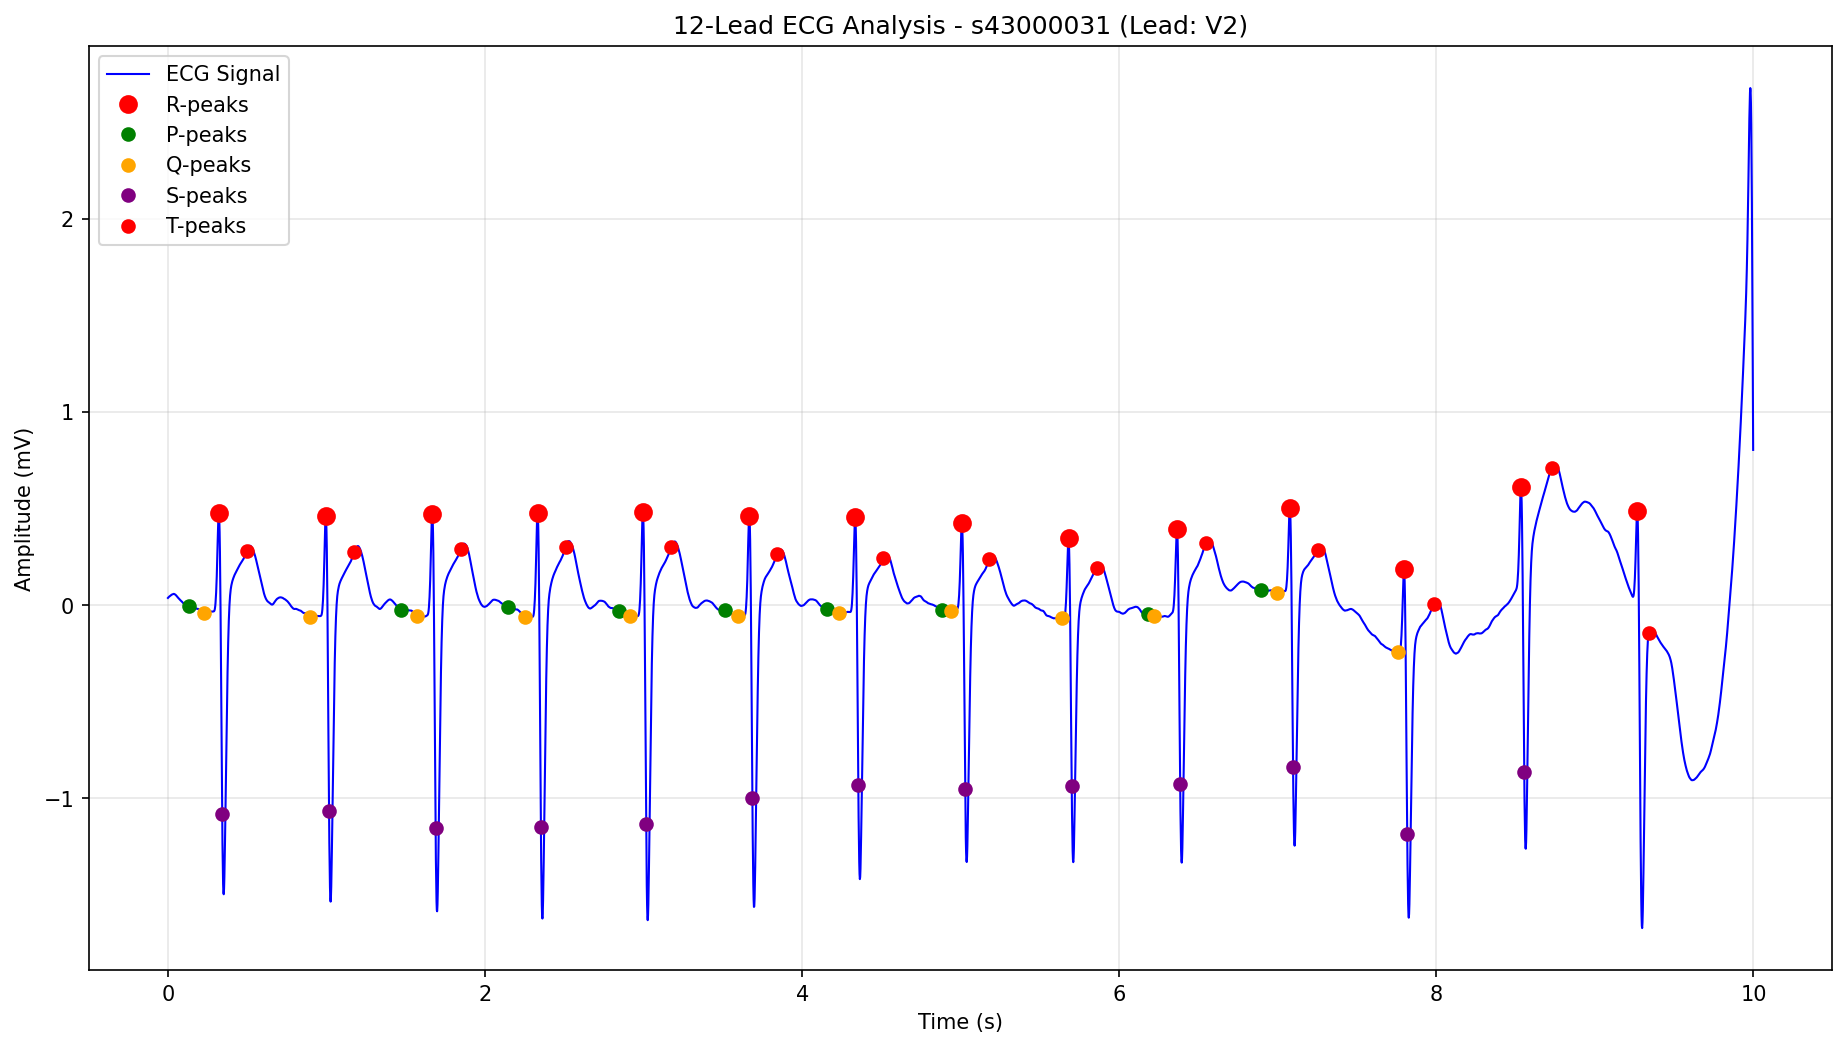 12-Lead ECG Analysis - s43000031 (Lead: V2)
ECG Signal
R-peaks
P-peaks
Q-peaks
S-peaks
T-peaks
Amplitude (mV)
2
1
0
−1
0 2 4 6 8 10
Time (s)